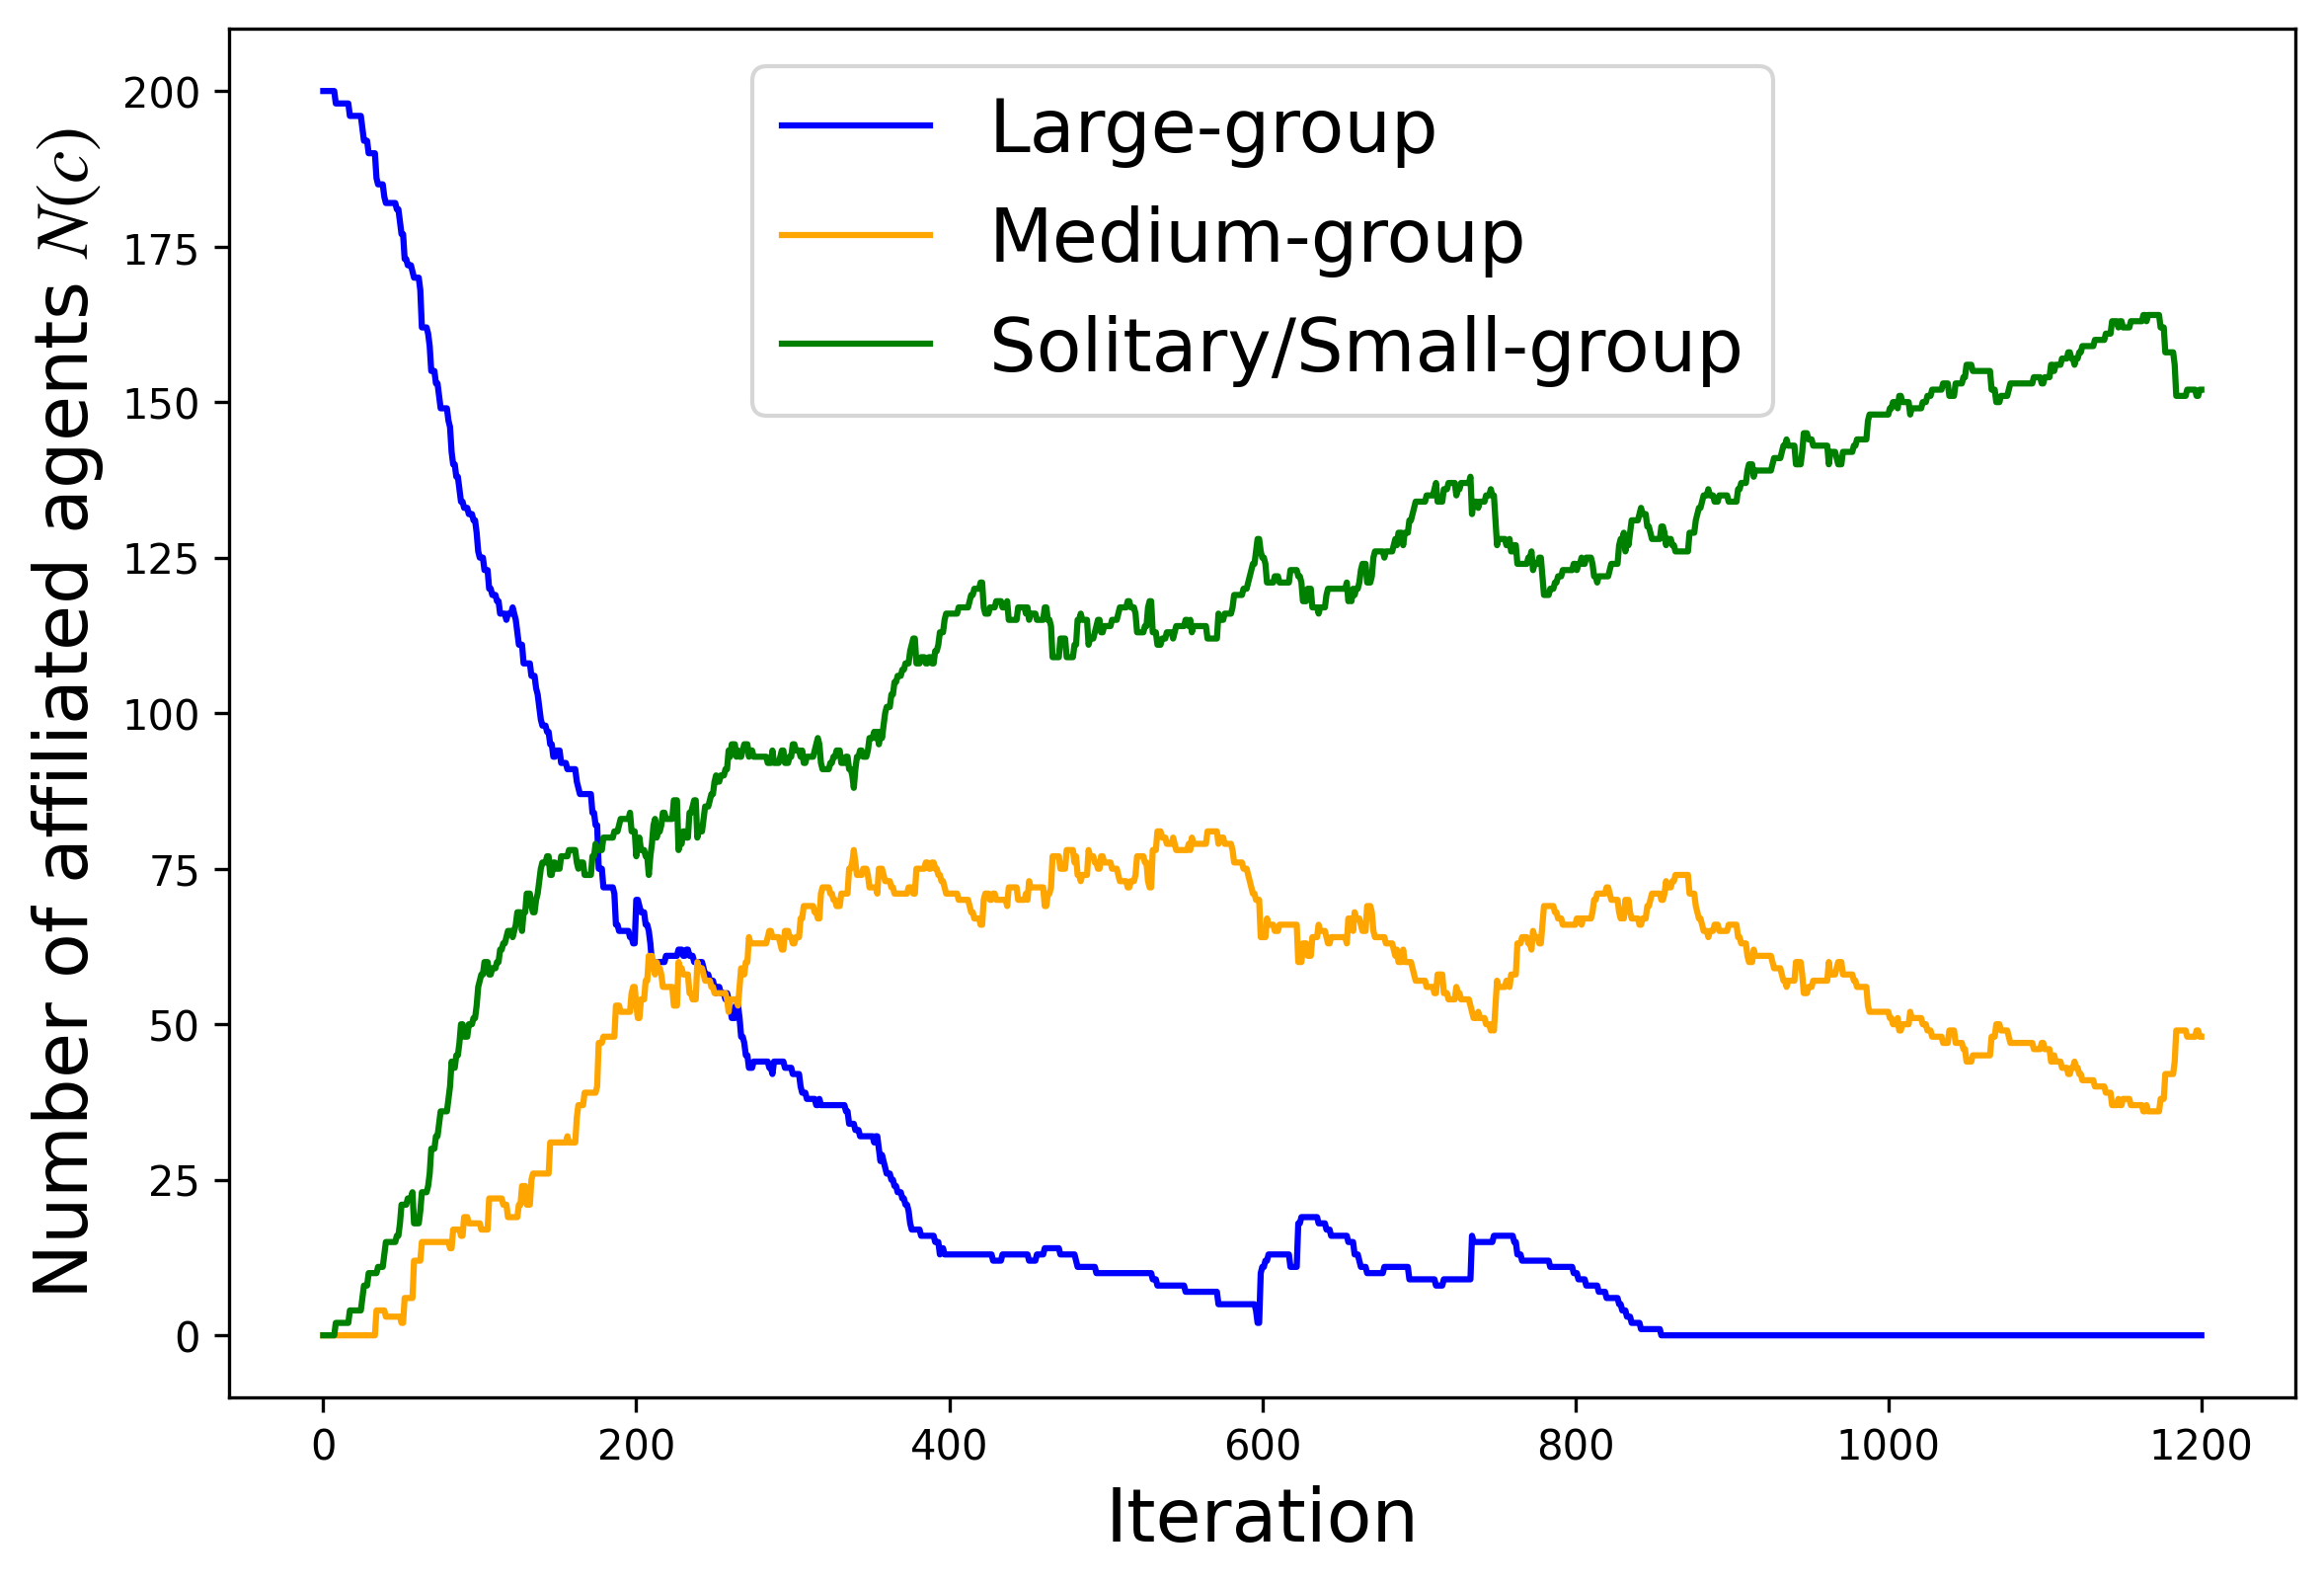 Number of affiliated agents N(c)
200
175
150
125
100
75
50
25
0
Large-group
Medium-group
Solitary/Small-group
0 200 400 600 800 1000 1200
Iteration